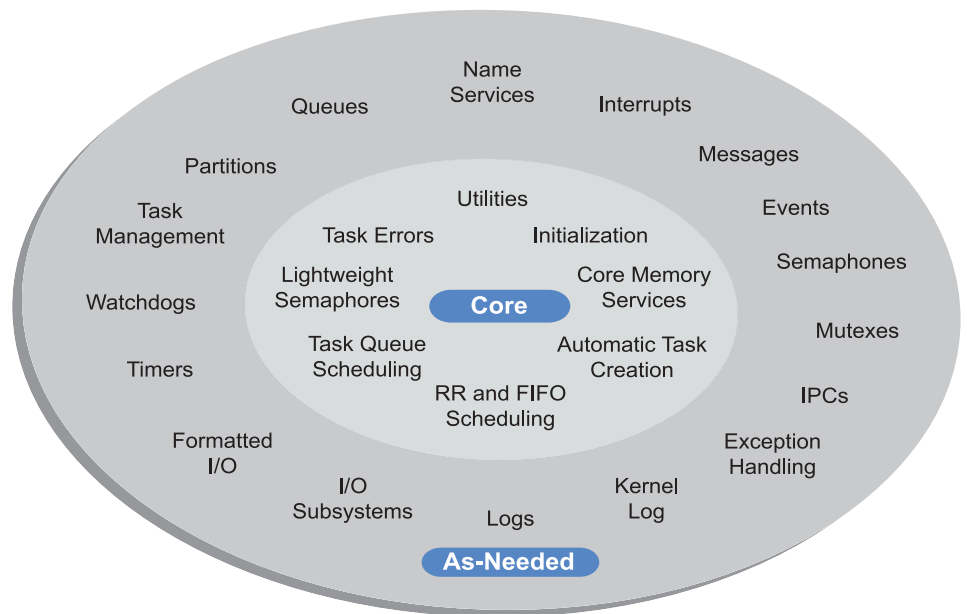 Name
Services
Queues
Interrupts
Messages
Partitions
Utilities
Events
Task
Management
Task Errors
Initialization
Semaphones
Lightweight
Semaphores
Core Memory
Services
Watchdogs
Core
Mutexes
Task Queue
Scheduling
Automatic Task
Creation
Timers
RR and FIFO
Scheduling
IPCs
Formatted
I/O
Exception
Handling
I/O
Subsystems
Kernel
Log
Logs
As-Needed